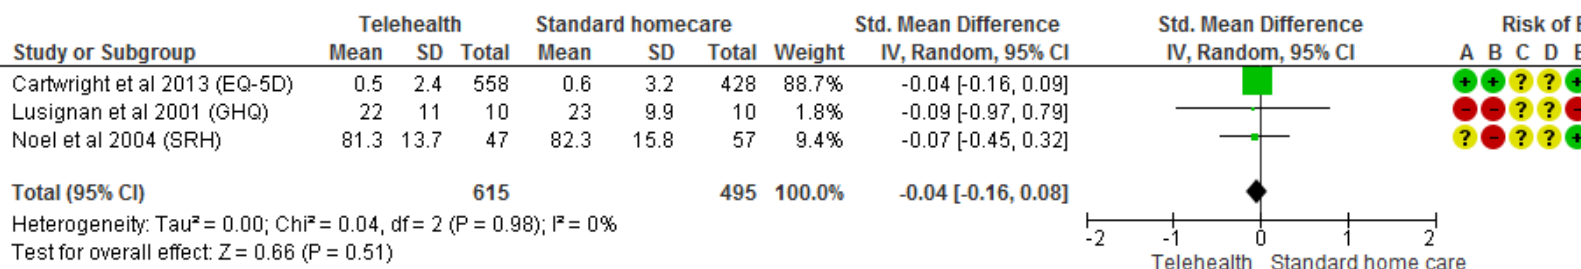 Telehealth Standard homecare Std. Mean Difference Std. Mean Difference Risk of B
Study or Subgroup Mean SD Total Mean SD Total Weight IV, Random, 95% CI IV, Random, 95% CI A B C D E
Cartwright et al 2013 (EQ-5D) 0.5 2.4 558 0.6 3.2 428 88.7% -0.04 [-0.16, 0.09] + + ? ? +
Lusignan et al 2001 (GHQ) 22 11 10 23 9.9 10 1.8% -0.09 [-0.97, 0.79] - - ? ? -
Noel et al 2004 (SRH) 81.3 13.7 47 82.3 15.8 57 9.4% -0.07 [-0.45, 0.32] ? - ? ? +
Total (95% CI) 615 495 100.0% -0.04 [-0.16, 0.08]
Heterogeneity: Tau² = 0.00; Chi² = 0.04, df = 2 (P = 0.98); I² = 0%
Test for overall effect: Z = 0.66 (P = 0.51)
-2 -1 0 1 2
Telehealth Standard home care